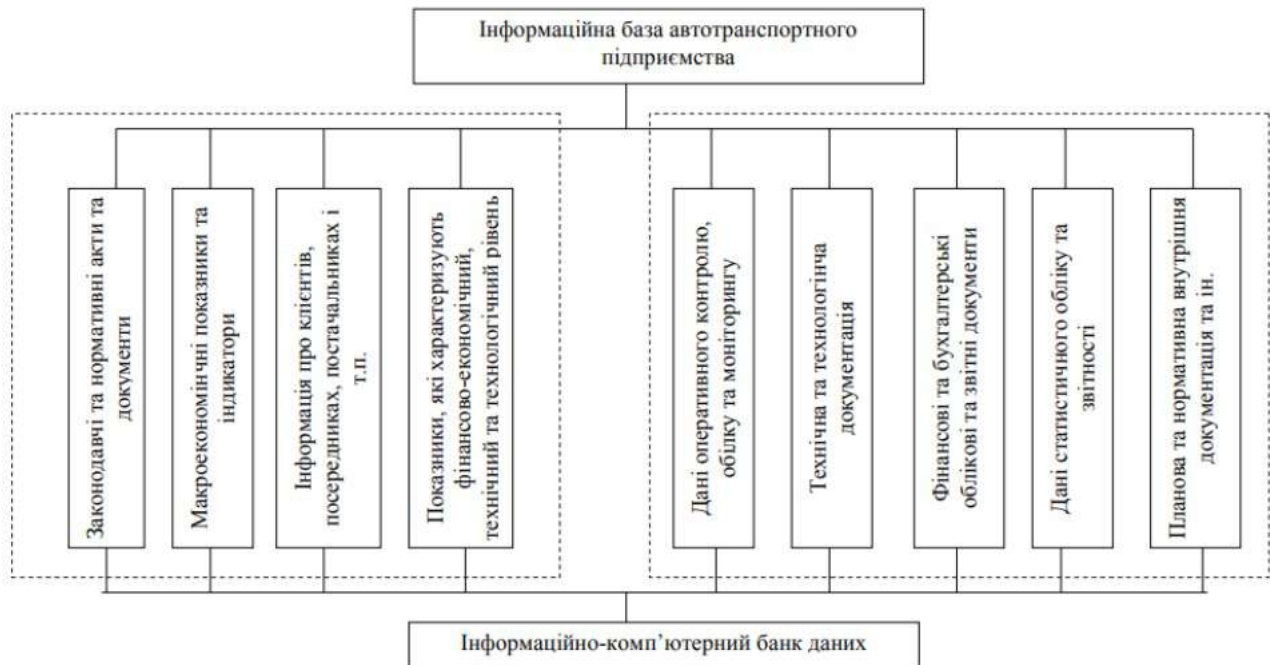 Інформаційна база автотранспортного
підприємства
Законодавчі та нормативні акти та
документи
Макроекономінчні показники та
індикатори
Інформація про клієнтів,
посередниках, постачальниках і
т.п.
Показники, які характеризують
фінансово-економічний,
технічний та технологічний рівень
Дані оперативного контролю,
обілку та моніторингу
Технічна та технологінча
документація
Фінансові та бухгалтерські
облікові та звітні документи
Дані статистичного обліку та
звітності
Планова та нормативна внутрішня
документація та ін.
Інформаційно-комп’ютерний банк даних